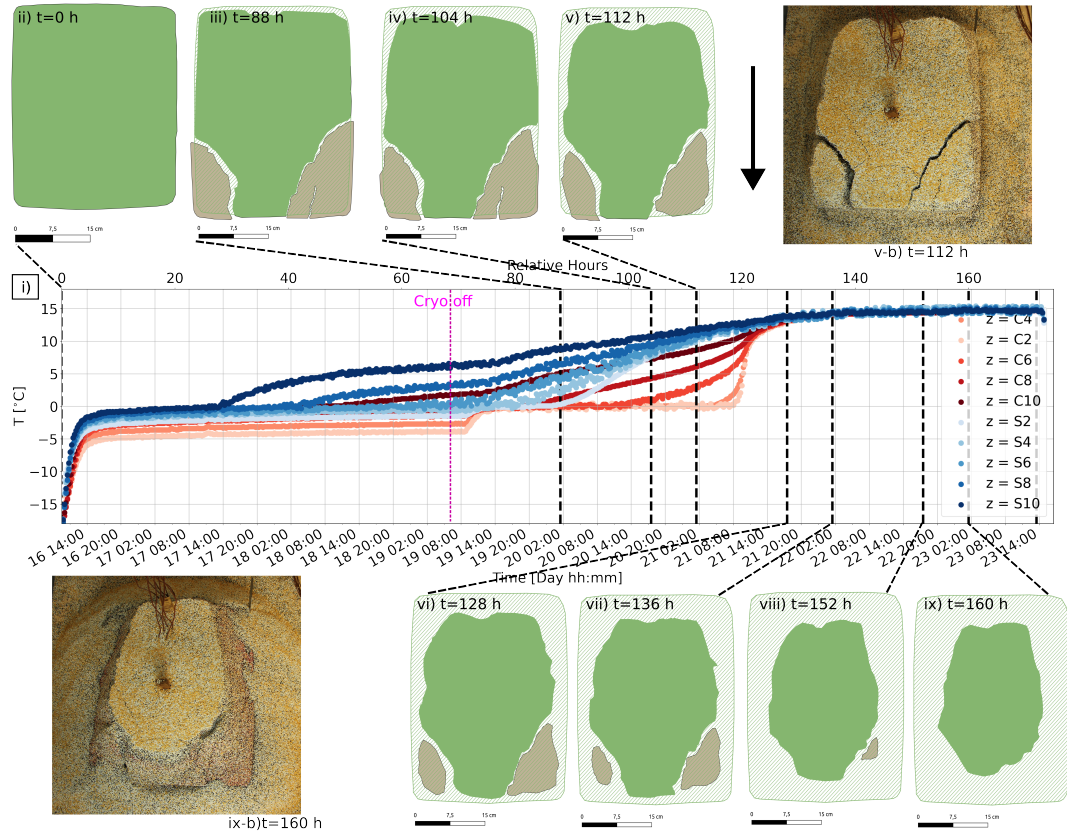 ii) t=0 h
iii) t=88 h
iv) t=104 h
v) t=112 h
0 7,5 15 cm
0 7,5 15 cm
0 7,5 15 cm
0 7,5 15 cm
v-b) t=112 h
Relative Hours
i)
0 20 40 60 80 100 120 140 160
Cryo off
T [°C]
15
10
5
0
−5
−10
−15
z = C4
z = C2
z = C6
z = C8
z = C10
z = S2
z = S4
z = S6
z = S8
z = S10
16 14:00
16 20:00
17 02:00
17 08:00
17 14:00
17 20:00
18 02:00
18 08:00
18 14:00
18 20:00
19 02:00
19 08:00
19 14:00
19 20:00
20 02:00
20 08:00
20 14:00
20 20:00
21 02:00
21 08:00
21 14:00
21 20:00
22 02:00
22 08:00
22 14:00
22 20:00
23 02:00
23 08:00
23 14:00
Time [Day hh:mm]
vi) t=128 h
vii) t=136 h
viii) t=152 h
ix) t=160 h
0 7,5 15 cm
0 7,5 15 cm
0 7,5 15 cm
0 7,5 15 cm
ix-b)t=160 h